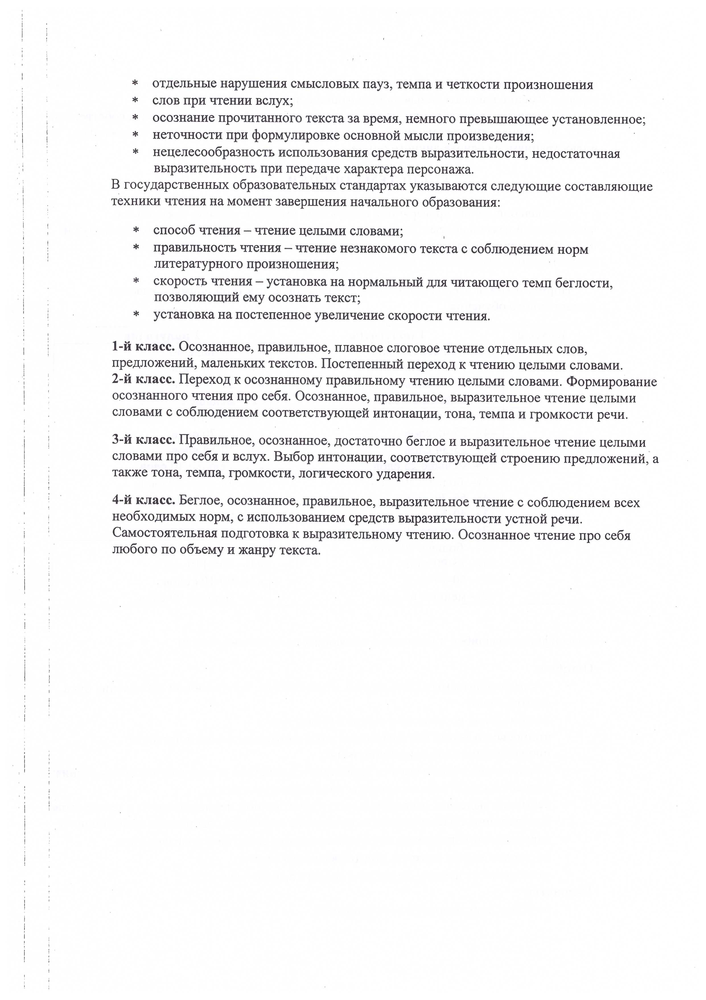 * отдельные нарушения смысловых пауз, темпа и четкости произношения
* слов при чтении вслух;
* осознание прочитанного текста за время, немного превышающее установленное;
* неточности при формулировке основной мысли произведения;
* нецелесообразность использования средств выразительности, недостаточная
выразительность при передаче характера персонажа.
В государственных образовательных стандартах указываются следующие составляющие
техники чтения на момент завершения начального образования:
* способ чтения – чтение целыми словами;
* правильность чтения – чтение незнакомого текста с соблюдением норм
литературного произношения;
* скорость чтения – установка на нормальный для читающего темп беглости,
позволяющий ему осознать текст;
* установка на постепенное увеличение скорости чтения.
1-й класс. Осознанное, правильное, плавное слоговое чтение отдельных слов,
предложений, маленьких текстов. Постепенный переход к чтению целыми словами.
2-й класс. Переход к осознанному правильному чтению целыми словами. Формирование
осознанного чтения про себя. Осознанное, правильное, выразительное чтение целыми
словами с соблюдением соответствующей интонации, тона, темпа и громкости речи.
3-й класс. Правильное, осознанное, достаточно беглое и выразительное чтение целыми
словами про себя и вслух. Выбор интонации, соответствующей строению предложений, а
также тона, темпа, громкости, логического ударения.
4-й класс. Беглое, осознанное, правильное, выразительное чтение с соблюдением всех
необходимых норм, с использованием средств выразительности устной речи.
Самостоятельная подготовка к выразительному чтению. Осознанное чтение про себя
любого по объему и жанру текста.